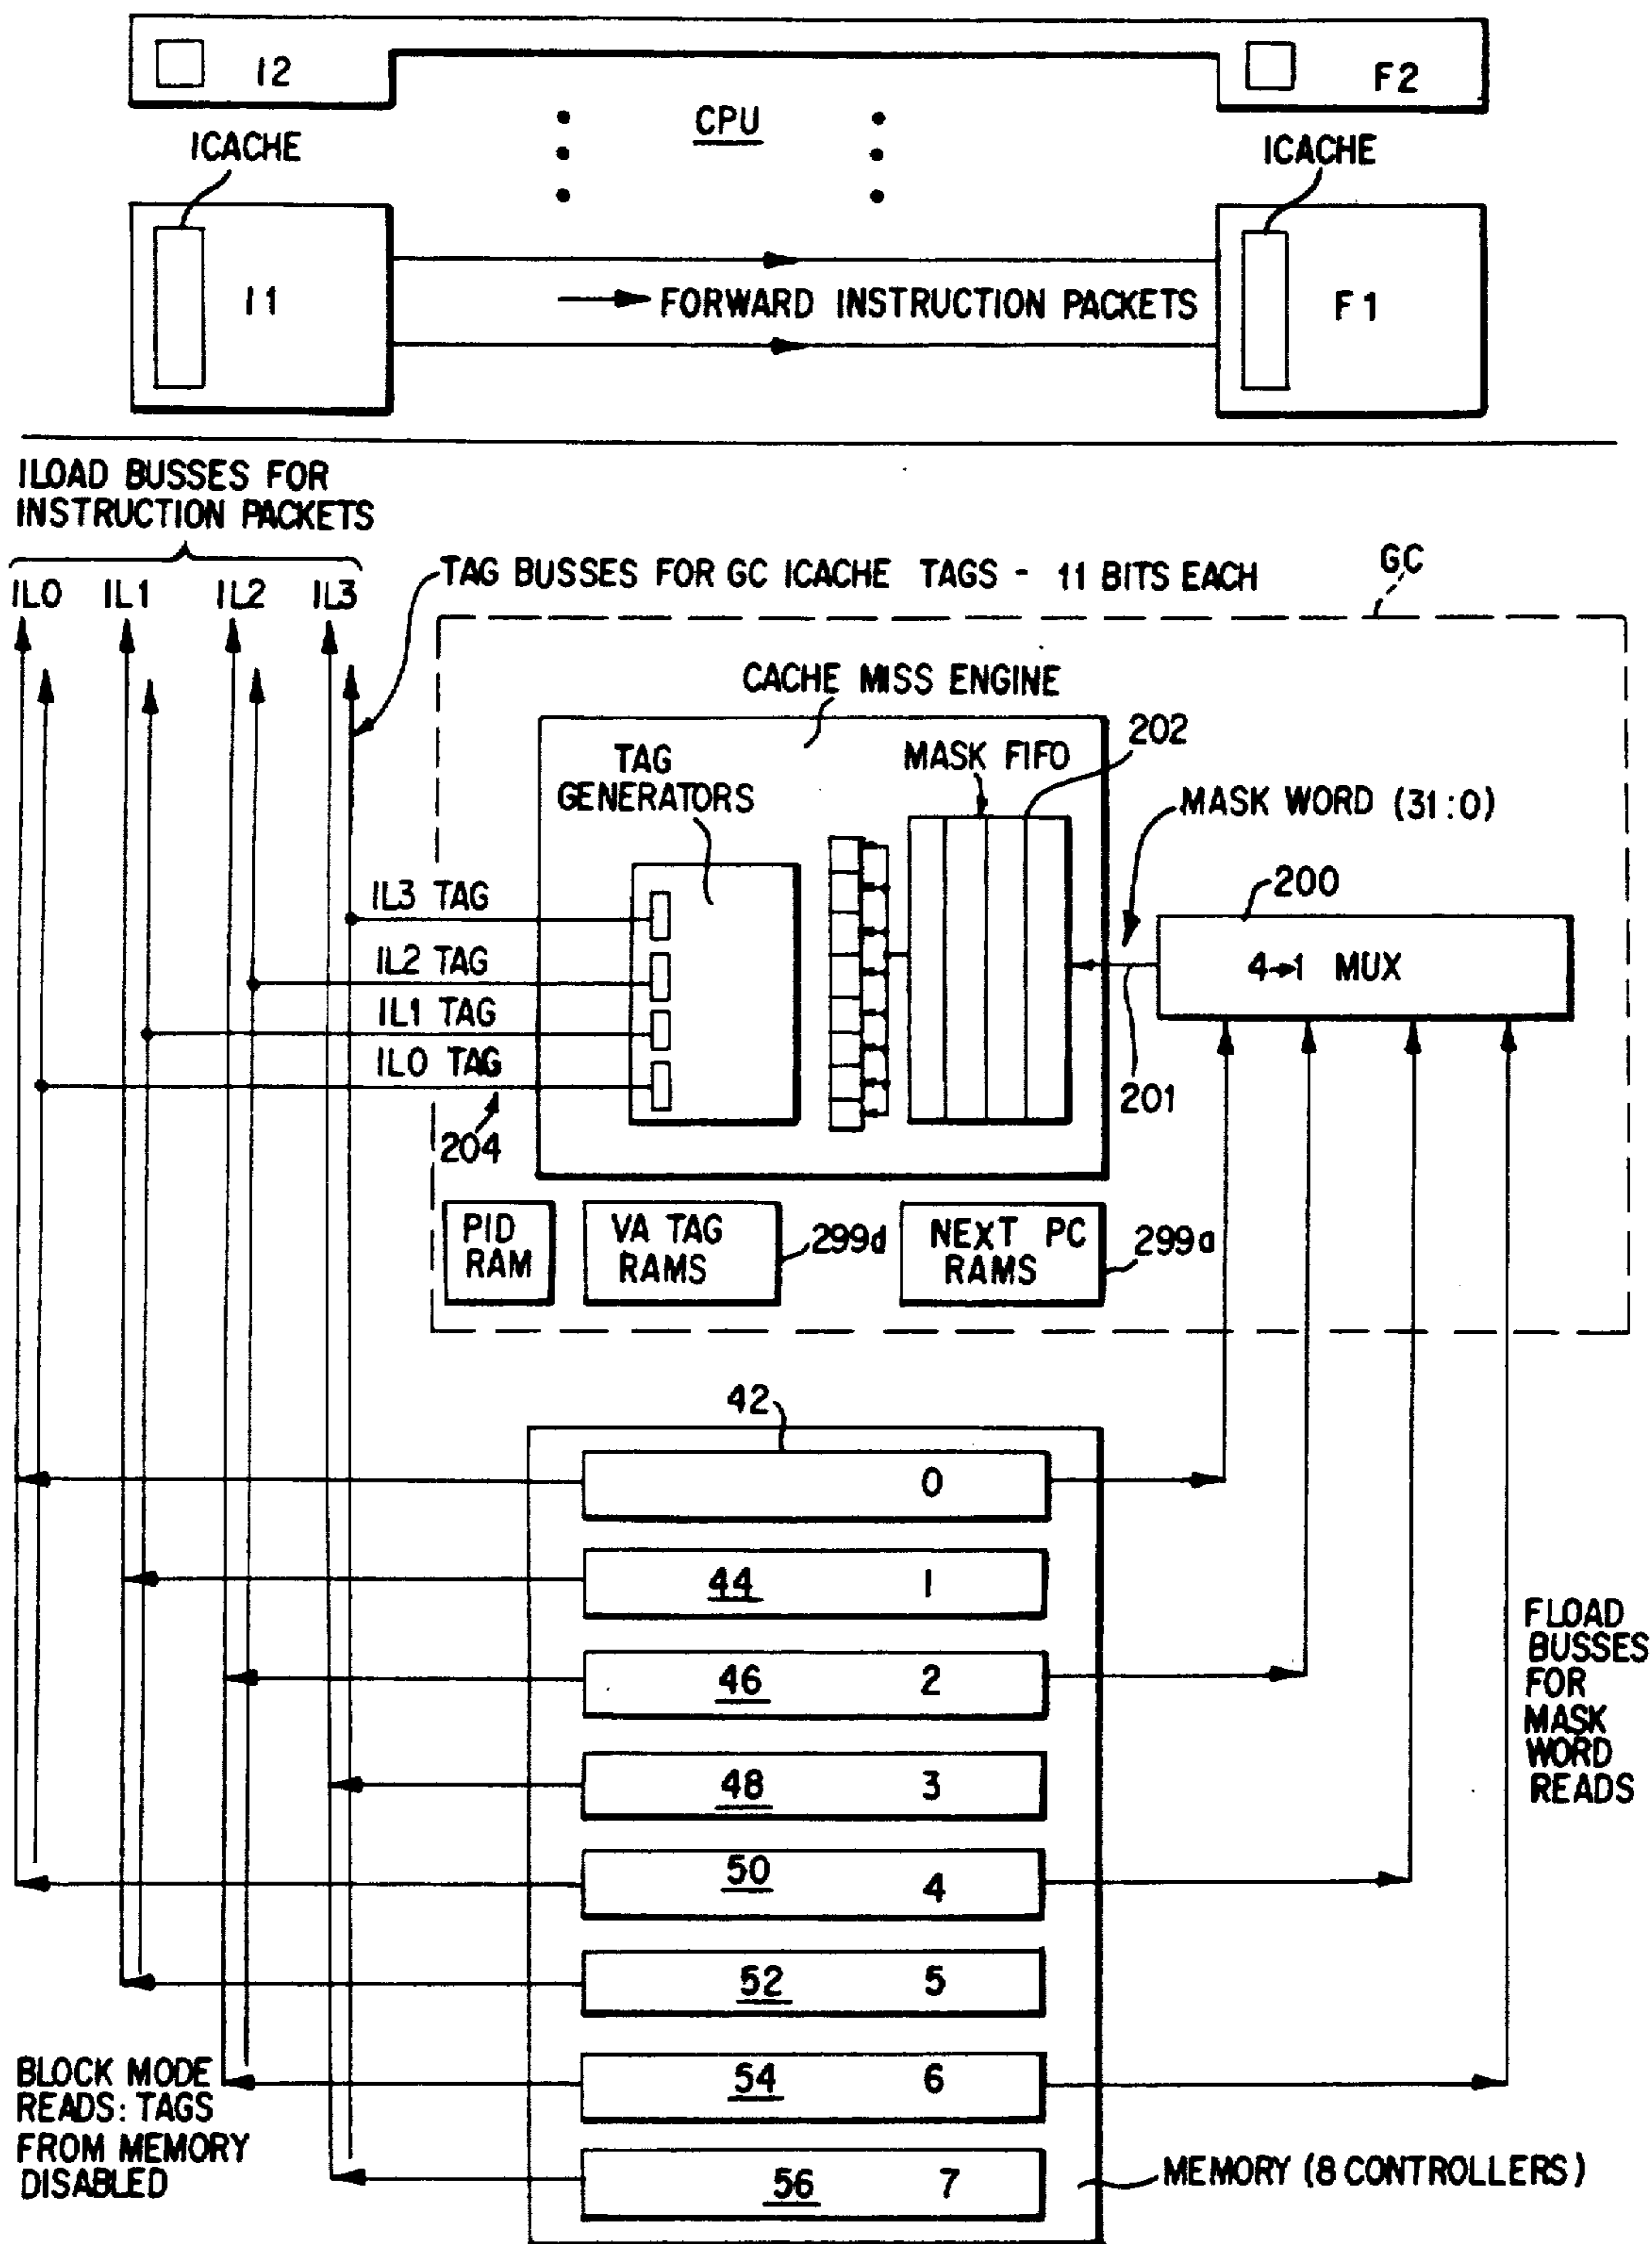 I2
F2
CPU
ICACHE
ICACHE
I1
FORWARD INSTRUCTION PACKETS
F1
ILOAD BUSSES FOR
INSTRUCTION PACKETS
IL0 IL1 IL2 IL3
TAG BUSSES FOR GC ICACHE TAGS - 11 BITS EACH
GC
CACHE MISS ENGINE
202
TAG
GENERATORS
MASK FIFO
MASK WORD (31:0)
200
4→1 MUX
IL3 TAG
IL2 TAG
IL1 TAG
IL0 TAG
204
201
PID
RAM
VA TAG
RAMS
299d
NEXT PC
RAMS
299a
42
0
44 1
46 2
48 3
50 4
52 5
54 6
56 7
FLOAD
BUSSES
FOR
MASK
WORD
READS
BLOCK MODE
READS: TAGS
FROM MEMORY
DISABLED
MEMORY (8 CONTROLLERS)